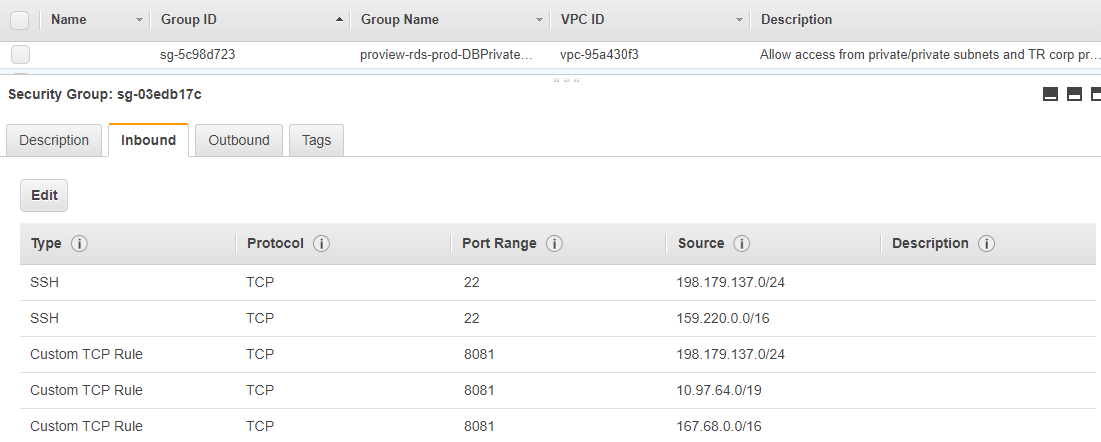 Name Group ID Group Name VPC ID Description
sg-5c98d723 proview-rds-prod-DBPrivate… vpc-95a430f3 Allow access from private/private subnets and TR corp pr…
Security Group: sg-03edb17c
Description Inbound Outbound Tags
Edit
Type Protocol Port Range Source Description
SSH TCP 22 198.179.137.0/24
SSH TCP 22 159.220.0.0/16
Custom TCP Rule TCP 8081 198.179.137.0/24
Custom TCP Rule TCP 8081 10.97.64.0/19
Custom TCP Rule TCP 8081 167.68.0.0/16